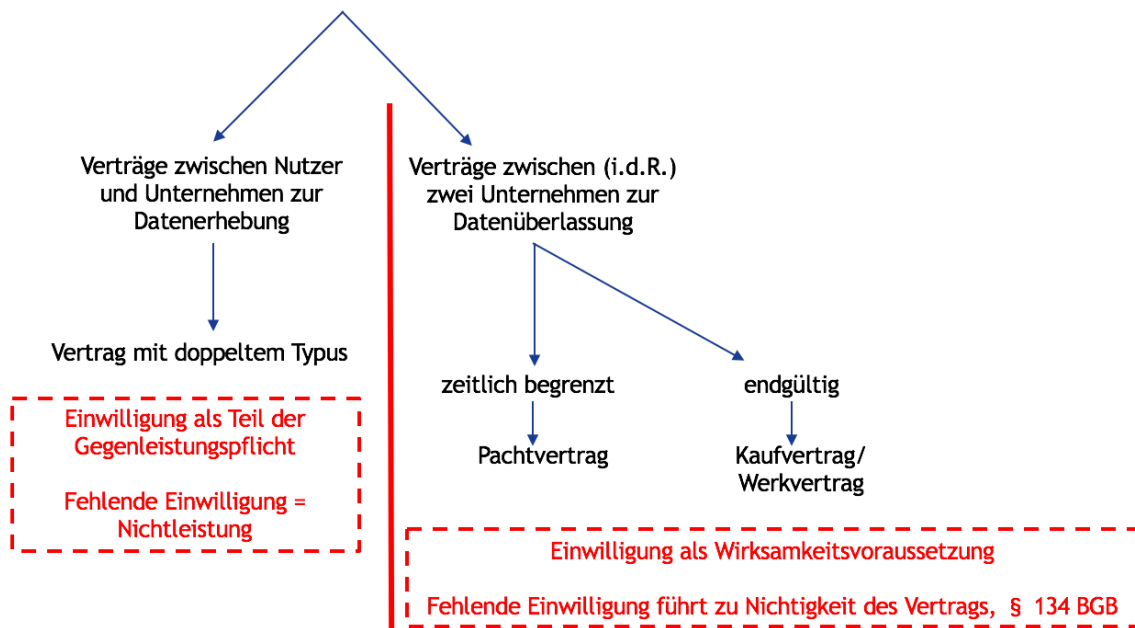 Verträge zwischen Nutzer
und Unternehmen zur
Datenerhebung
Vertrag mit doppeltem Typus
Einwilligung als Teil der
Gegenleistungspflicht
Fehlende Einwilligung =
Nichtleistung
Verträge zwischen (i.d.R.)
zwei Unternehmen zur
Datenüberlassung
zeitlich begrenzt
Pachtvertrag
endgültig
Kaufvertrag/
Werkvertrag
Einwilligung als Wirksamkeitsvoraussetzung
Fehlende Einwilligung führt zu Nichtigkeit des Vertrags, § 134 BGB